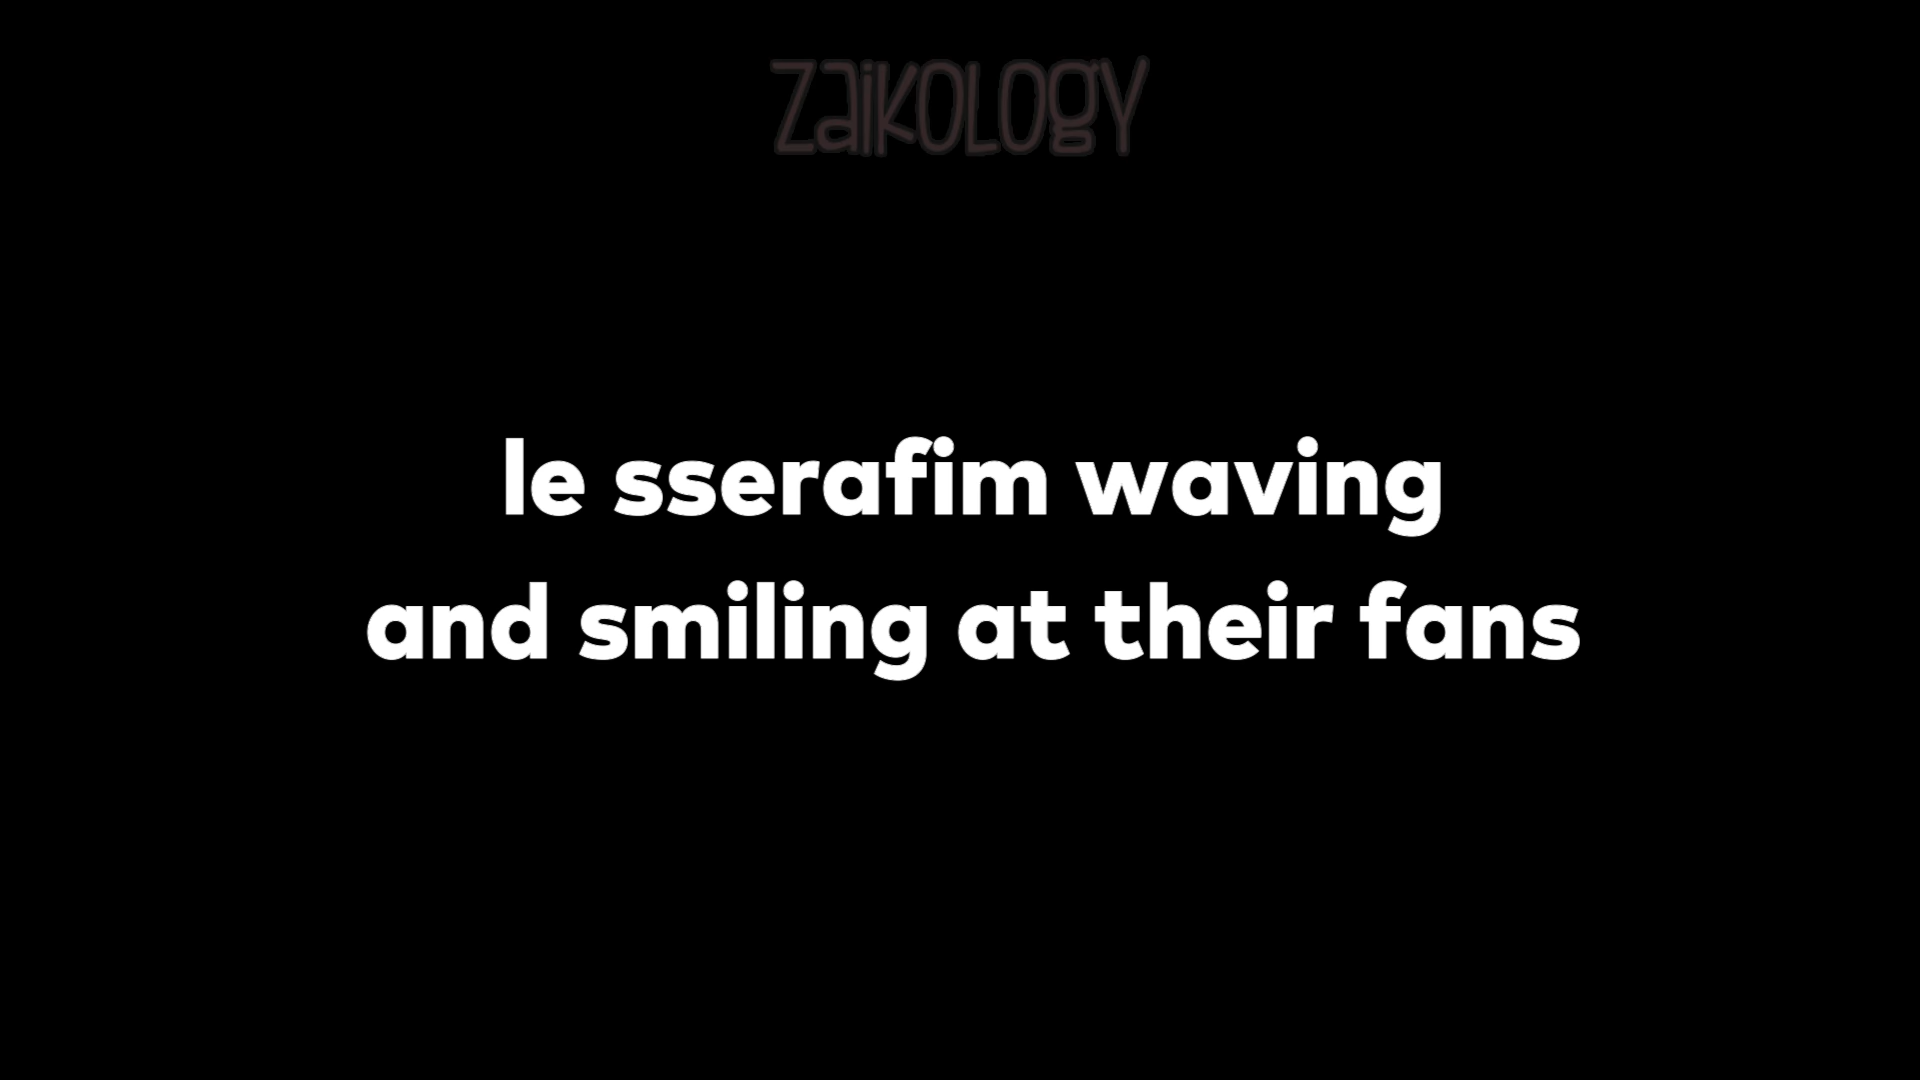 zaikology
le sserafim waving
and smiling at their fans